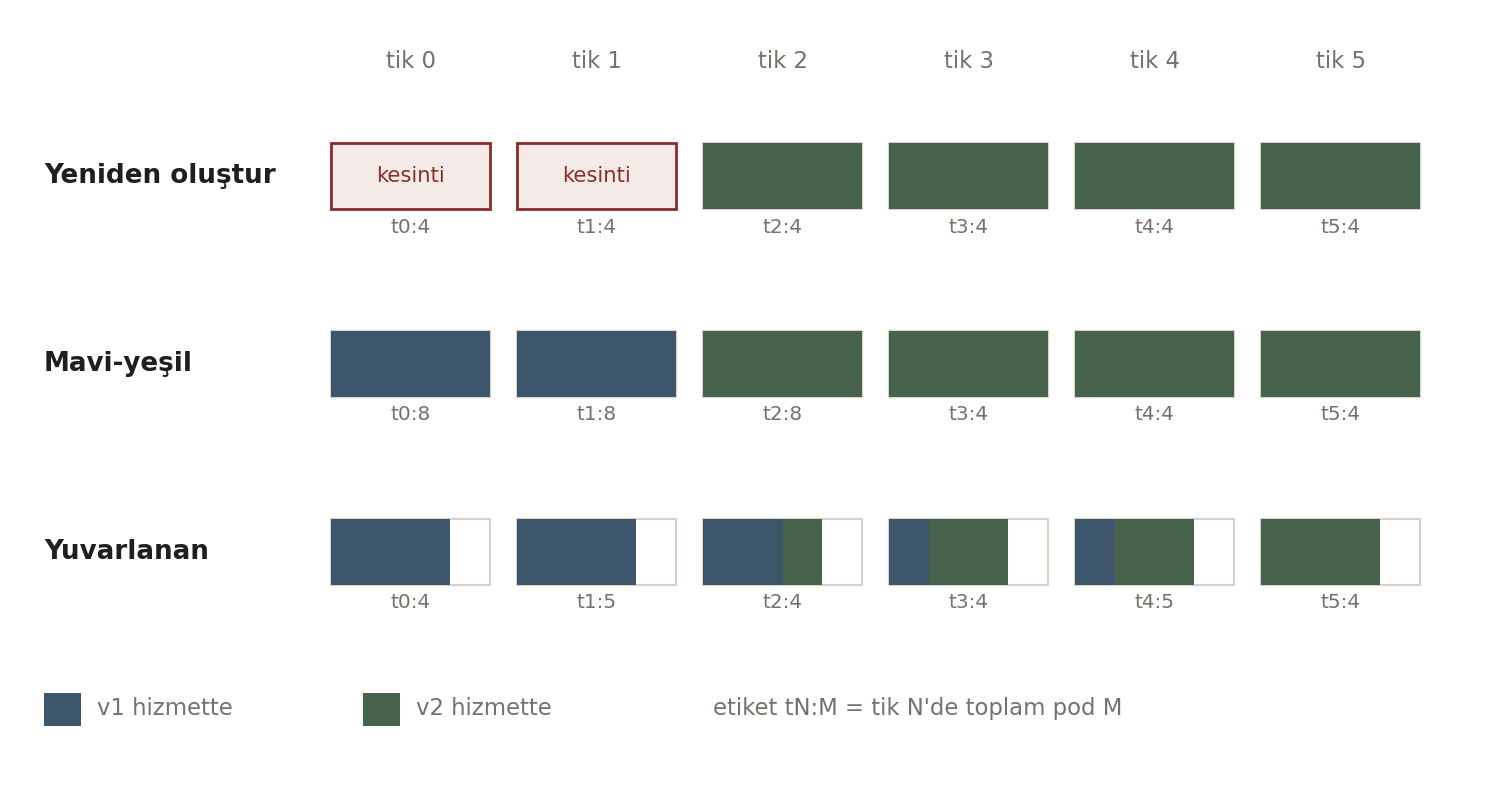 tik 0 tik 1 tik 2 tik 3 tik 4 tik 5
Yeniden oluştur kesinti kesinti
t0:4 t1:4 t2:4 t3:4 t4:4 t5:4
Mavi-yeşil
t0:8 t1:8 t2:8 t3:4 t4:4 t5:4
Yuvarlanan
t0:4 t1:5 t2:4 t3:4 t4:5 t5:4
v1 hizmette v2 hizmette etiket tN:M = tik N'de toplam pod M